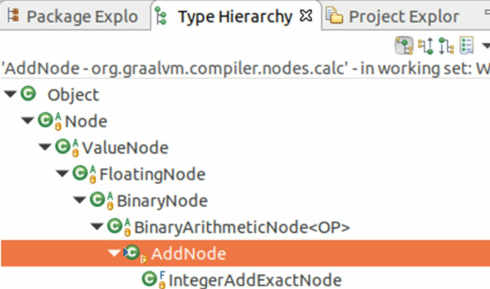 Package Explo Type Hierarchy Project Explor
'AddNode - org.graalvm.compiler.nodes.calc' - in working set: W
Object
Node
ValueNode
FloatingNode
BinaryNode
BinaryArithmeticNode<OP>
AddNode
IntegerAddExactNode